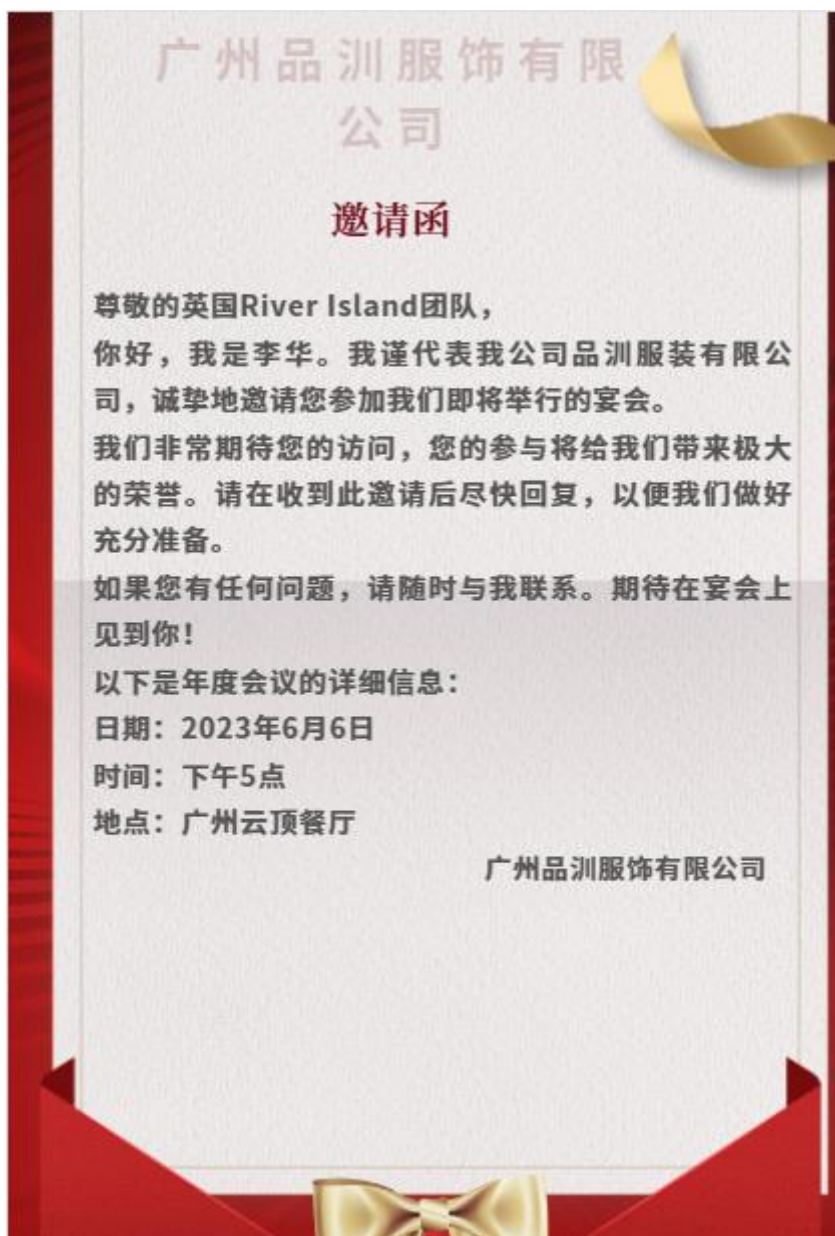 广州品汌服饰有限
公司
邀请函
尊敬的英国River Island团队，
你好，我是李华。我谨代表我公司品汌服装有限公
司，诚挚地邀请您参加我们即将举行的宴会。
我们非常期待您的访问，您的参与将给我们带来极大
的荣誉。请在收到此邀请后尽快回复，以便我们做好
充分准备。
如果您有任何问题，请随时与我联系。期待在宴会上
见到你！
以下是年度会议的详细信息：
日期：2023年6月6日
时间：下午5点
地点：广州云顶餐厅
广州品汌服饰有限公司